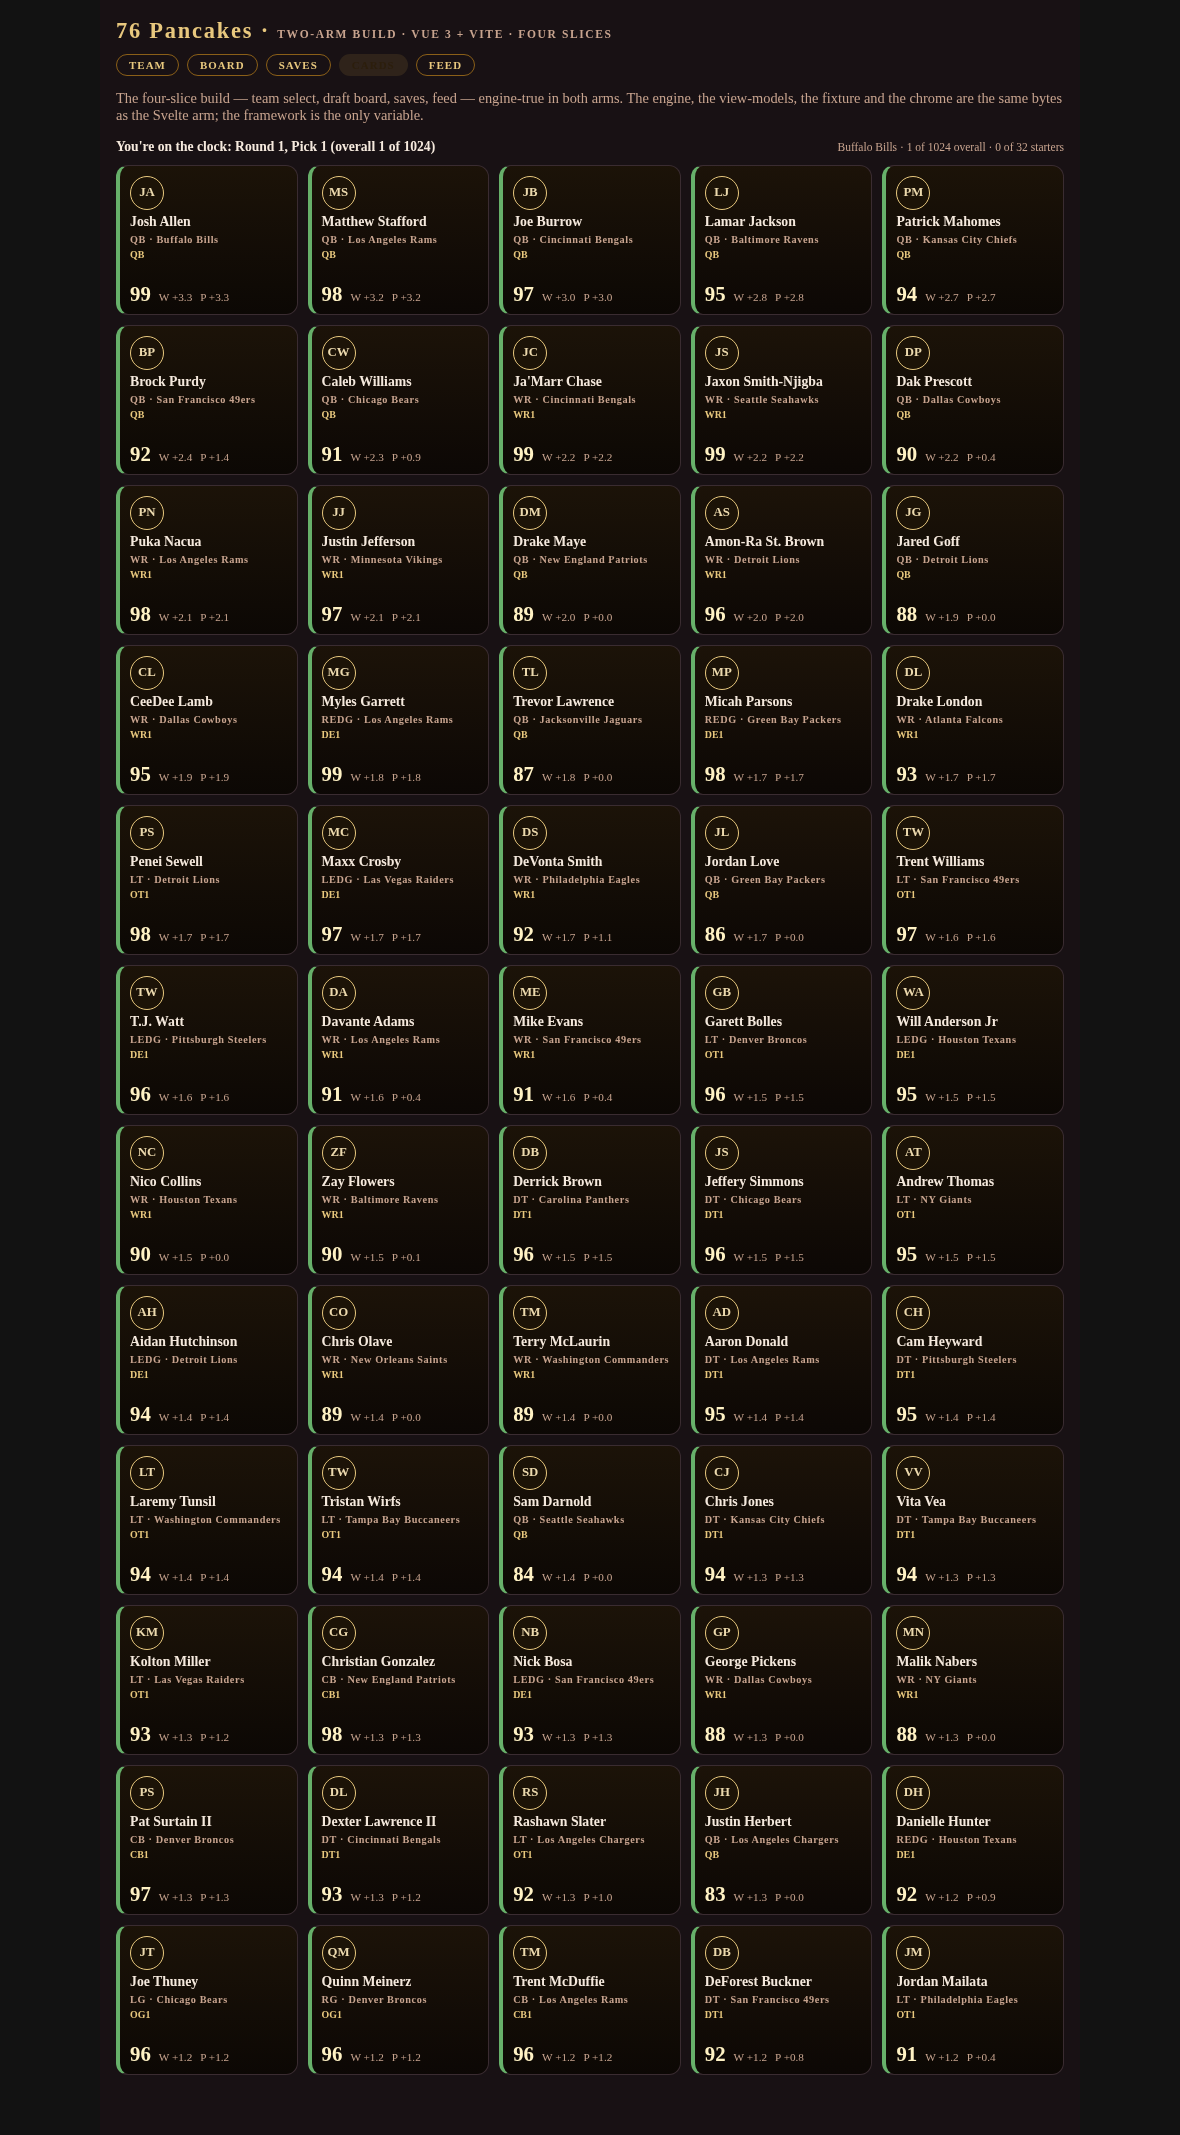 76 Pancakes · TWO-ARM BUILD · VUE 3 + VITE · FOUR SLICES
TEAM BOARD SAVES CARDS FEED
The four-slice build — team select, draft board, saves, feed — engine-true in both arms. The engine, the view-models, the fixture and the chrome are the same bytes
as the Svelte arm; the framework is the only variable.
You're on the clock: Round 1, Pick 1 (overall 1 of 1024)
Buffalo Bills · 1 of 1024 overall · 0 of 32 starters
JA
Josh Allen
QB · Buffalo Bills
QB
99 W +3.3 P +3.3
MS
Matthew Stafford
QB · Los Angeles Rams
QB
98 W +3.2 P +3.2
JB
Joe Burrow
QB · Cincinnati Bengals
QB
97 W +3.0 P +3.0
LJ
Lamar Jackson
QB · Baltimore Ravens
QB
95 W +2.8 P +2.8
PM
Patrick Mahomes
QB · Kansas City Chiefs
QB
94 W +2.7 P +2.7
BP
Brock Purdy
QB · San Francisco 49ers
QB
92 W +2.4 P +1.4
CW
Caleb Williams
QB · Chicago Bears
QB
91 W +2.3 P +0.9
JC
Ja'Marr Chase
WR · Cincinnati Bengals
WR1
99 W +2.2 P +2.2
JS
Jaxon Smith-Njigba
WR · Seattle Seahawks
WR1
99 W +2.2 P +2.2
DP
Dak Prescott
QB · Dallas Cowboys
QB
90 W +2.2 P +0.4
PN
Puka Nacua
WR · Los Angeles Rams
WR1
98 W +2.1 P +2.1
JJ
Justin Jefferson
WR · Minnesota Vikings
WR1
97 W +2.1 P +2.1
DM
Drake Maye
QB · New England Patriots
QB
89 W +2.0 P +0.0
AS
Amon-Ra St. Brown
WR · Detroit Lions
WR1
96 W +2.0 P +2.0
JG
Jared Goff
QB · Detroit Lions
QB
88 W +1.9 P +0.0
CL
CeeDee Lamb
WR · Dallas Cowboys
WR1
95 W +1.9 P +1.9
MG
Myles Garrett
REDG · Los Angeles Rams
DE1
99 W +1.8 P +1.8
TL
Trevor Lawrence
QB · Jacksonville Jaguars
QB
87 W +1.8 P +0.0
MP
Micah Parsons
REDG · Green Bay Packers
DE1
98 W +1.7 P +1.7
DL
Drake London
WR · Atlanta Falcons
WR1
93 W +1.7 P +1.7
PS
Penei Sewell
LT · Detroit Lions
OT1
98 W +1.7 P +1.7
MC
Maxx Crosby
LEDG · Las Vegas Raiders
DE1
97 W +1.7 P +1.7
DS
DeVonta Smith
WR · Philadelphia Eagles
WR1
92 W +1.7 P +1.1
JL
Jordan Love
QB · Green Bay Packers
QB
86 W +1.7 P +0.0
TW
Trent Williams
LT · San Francisco 49ers
OT1
97 W +1.6 P +1.6
TW
T.J. Watt
LEDG · Pittsburgh Steelers
DE1
96 W +1.6 P +1.6
DA
Davante Adams
WR · Los Angeles Rams
WR1
91 W +1.6 P +0.4
ME
Mike Evans
WR · San Francisco 49ers
WR1
91 W +1.6 P +0.4
GB
Garett Bolles
LT · Denver Broncos
OT1
96 W +1.5 P +1.5
WA
Will Anderson Jr
LEDG · Houston Texans
DE1
95 W +1.5 P +1.5
NC
Nico Collins
WR · Houston Texans
WR1
90 W +1.5 P +0.0
ZF
Zay Flowers
WR · Baltimore Ravens
WR1
90 W +1.5 P +0.1
DB
Derrick Brown
DT · Carolina Panthers
DT1
96 W +1.5 P +1.5
JS
Jeffery Simmons
DT · Chicago Bears
DT1
96 W +1.5 P +1.5
AT
Andrew Thomas
LT · NY Giants
OT1
95 W +1.5 P +1.5
AH
Aidan Hutchinson
LEDG · Detroit Lions
DE1
94 W +1.4 P +1.4
CO
Chris Olave
WR · New Orleans Saints
WR1
89 W +1.4 P +0.0
TM
Terry McLaurin
WR · Washington Commanders
WR1
89 W +1.4 P +0.0
AD
Aaron Donald
DT · Los Angeles Rams
DT1
95 W +1.4 P +1.4
CH
Cam Heyward
DT · Pittsburgh Steelers
DT1
95 W +1.4 P +1.4
LT
Laremy Tunsil
LT · Washington Commanders
OT1
94 W +1.4 P +1.4
TW
Tristan Wirfs
LT · Tampa Bay Buccaneers
OT1
94 W +1.4 P +1.4
SD
Sam Darnold
QB · Seattle Seahawks
QB
84 W +1.4 P +0.0
CJ
Chris Jones
DT · Kansas City Chiefs
DT1
94 W +1.3 P +1.3
VV
Vita Vea
DT · Tampa Bay Buccaneers
DT1
94 W +1.3 P +1.3
KM
Kolton Miller
LT · Las Vegas Raiders
OT1
93 W +1.3 P +1.2
CG
Christian Gonzalez
CB · New England Patriots
CB1
98 W +1.3 P +1.3
NB
Nick Bosa
LEDG · San Francisco 49ers
DE1
93 W +1.3 P +1.3
GP
George Pickens
WR · Dallas Cowboys
WR1
88 W +1.3 P +0.0
MN
Malik Nabers
WR · NY Giants
WR1
88 W +1.3 P +0.0
PS
Pat Surtain II
CB · Denver Broncos
CB1
97 W +1.3 P +1.3
DL
Dexter Lawrence II
DT · Cincinnati Bengals
DT1
93 W +1.3 P +1.2
RS
Rashawn Slater
LT · Los Angeles Chargers
OT1
92 W +1.3 P +1.0
JH
Justin Herbert
QB · Los Angeles Chargers
QB
83 W +1.3 P +0.0
DH
Danielle Hunter
REDG · Houston Texans
DE1
92 W +1.2 P +0.9
JT
Joe Thuney
LG · Chicago Bears
OG1
96 W +1.2 P +1.2
QM
Quinn Meinerz
RG · Denver Broncos
OG1
96 W +1.2 P +1.2
TM
Trent McDuffie
CB · Los Angeles Rams
CB1
96 W +1.2 P +1.2
DB
DeForest Buckner
DT · San Francisco 49ers
DT1
92 W +1.2 P +0.8
JM
Jordan Mailata
LT · Philadelphia Eagles
OT1
91 W +1.2 P +0.4